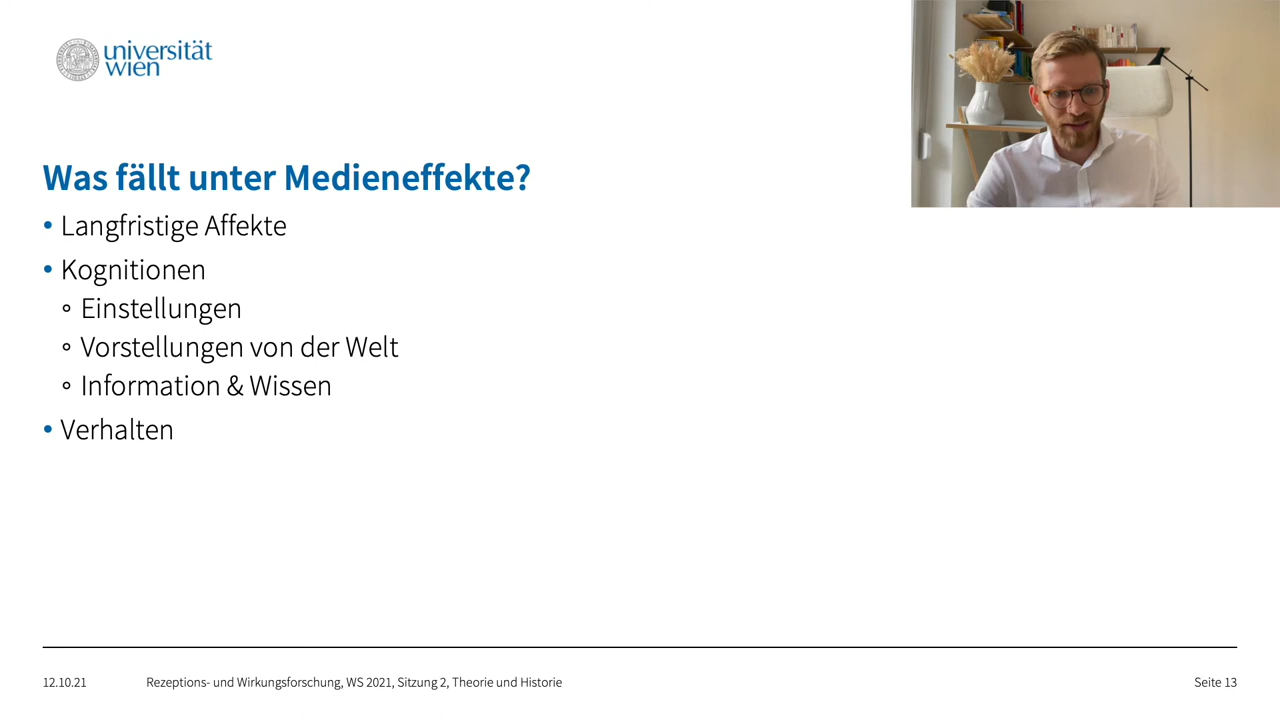 universität
wien
Was fällt unter Medieneffekte?
• Langfristige Affekte
• Kognitionen
∘ Einstellungen
∘ Vorstellungen von der Welt
∘ Information & Wissen
• Verhalten
12.10.21 Rezeptions- und Wirkungsforschung, WS 2021, Sitzung 2, Theorie und Historie Seite 13